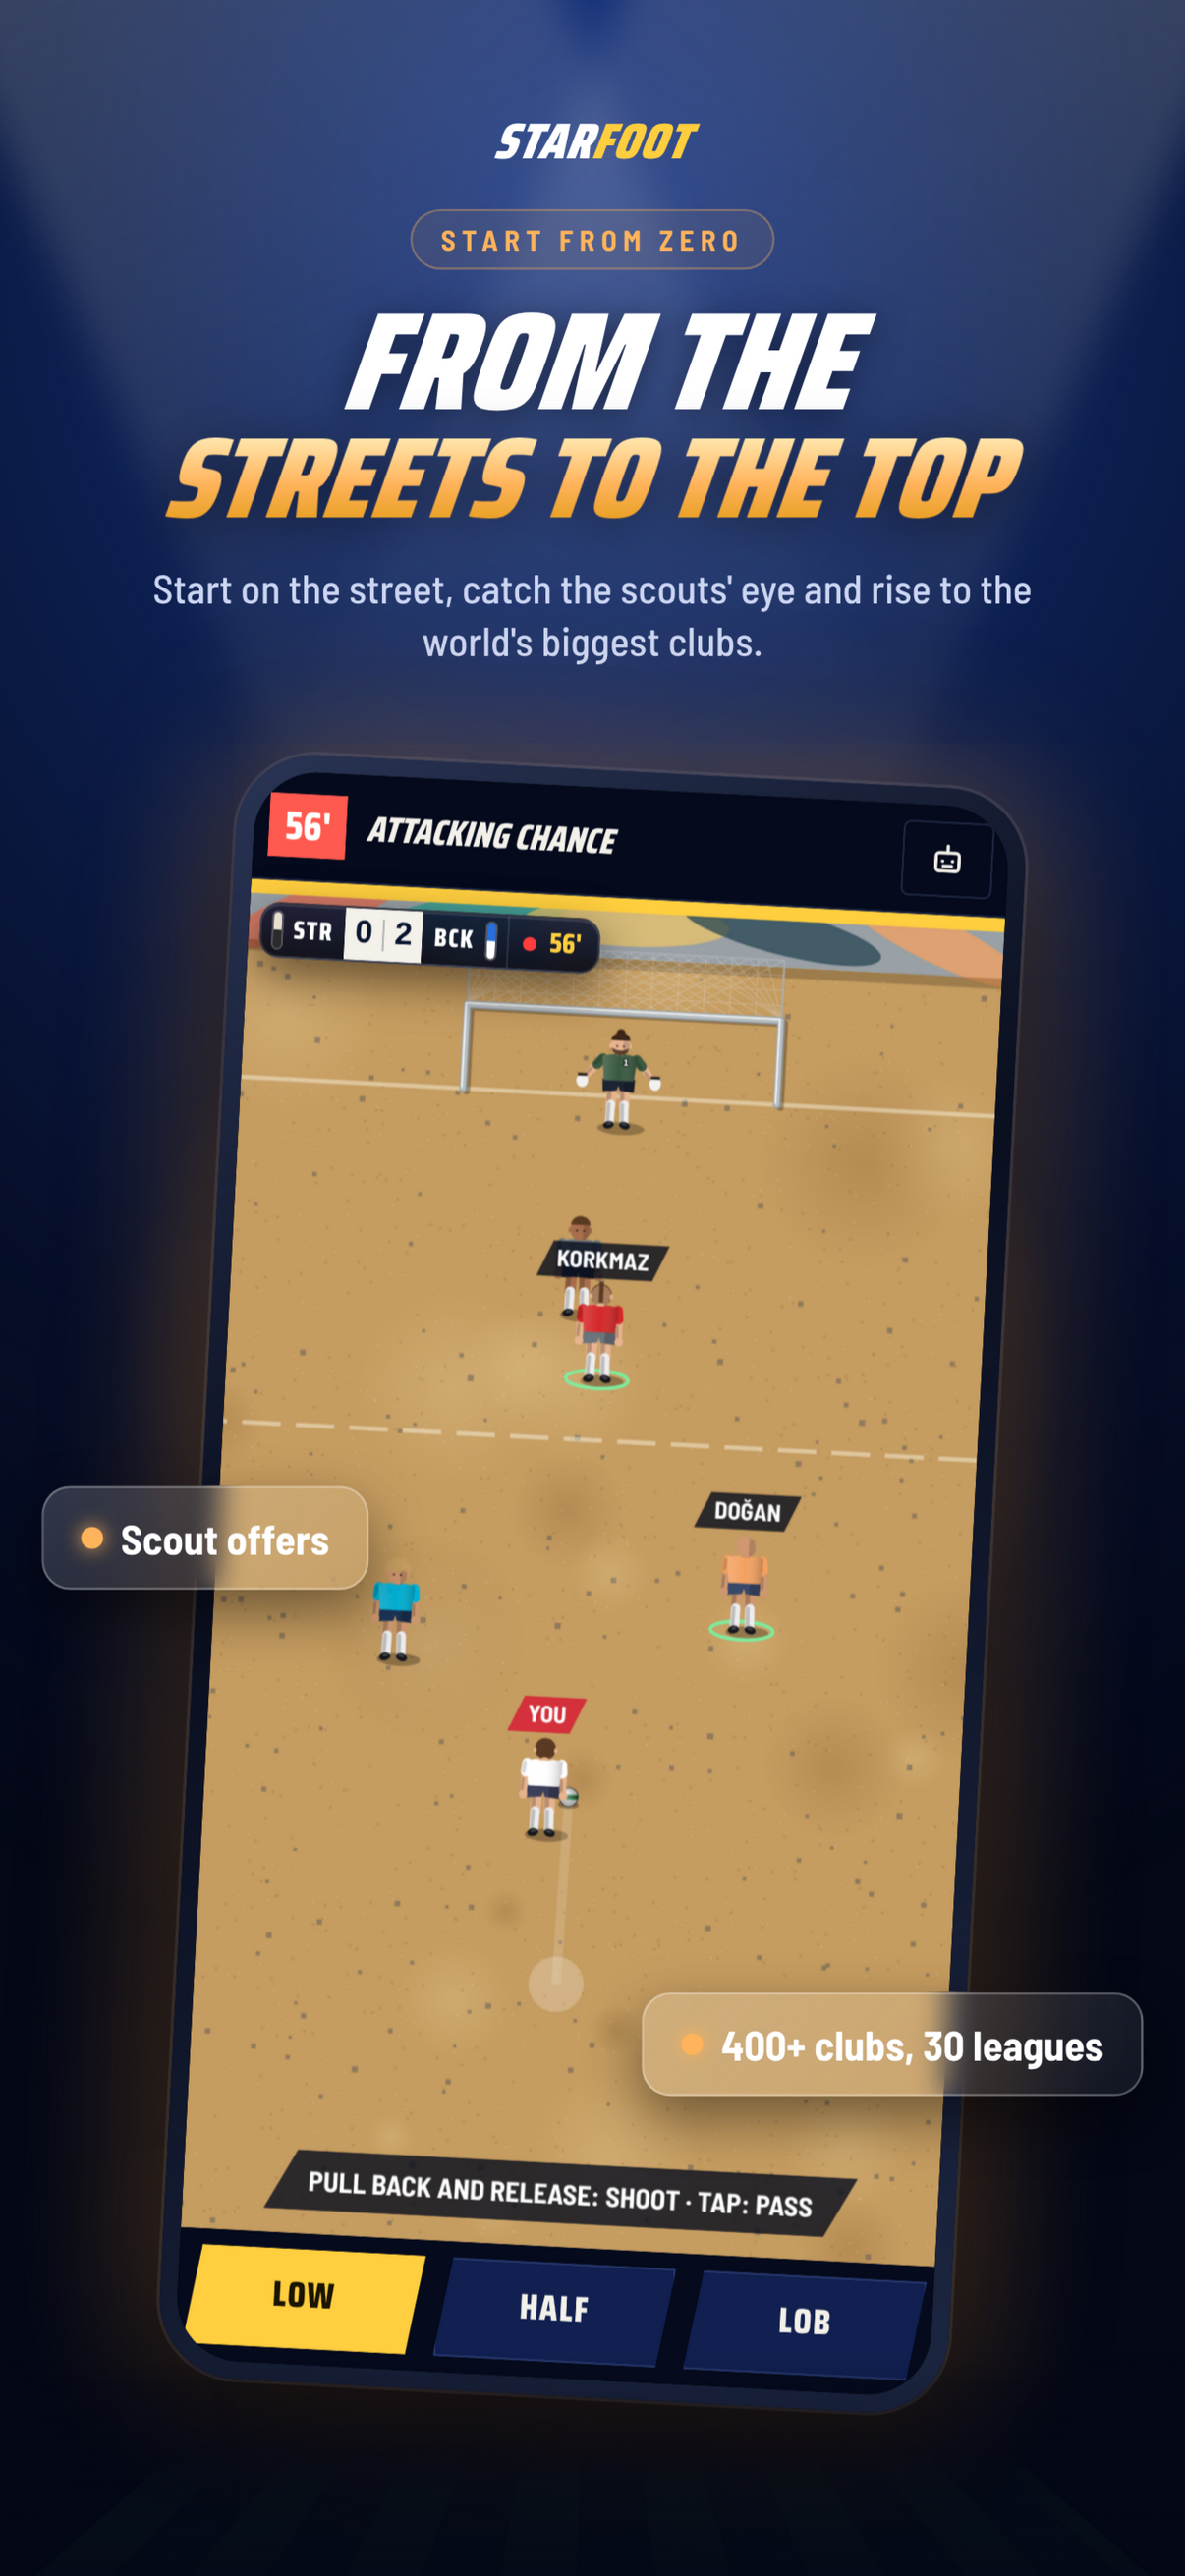 STARFOOT
START FROM ZERO
FROM THE
STREETS TO THE TOP
Start on the street, catch the scouts' eye and rise to the
world's biggest clubs.
56' ATTACKING CHANCE
STR 0 2 BCK 56'
1
KORKMAZ
DOĞAN
Scout offers
YOU
400+ clubs, 30 leagues
PULL BACK AND RELEASE: SHOOT · TAP: PASS
LOW HALF LOB